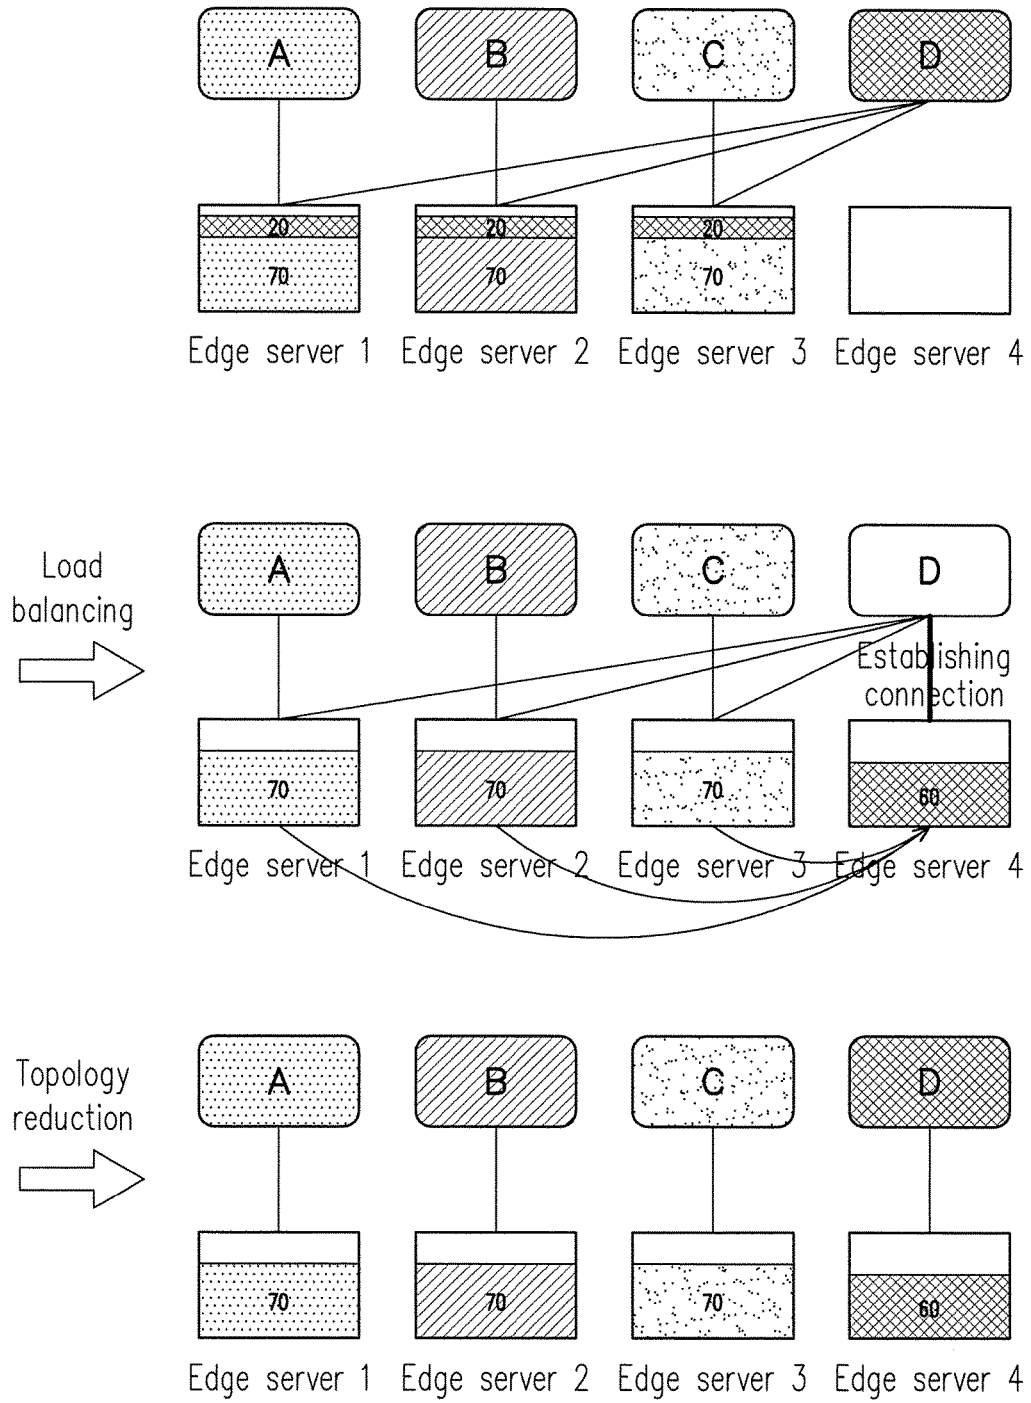 A B C D
20 20 20
70 70 70
Edge server 1 Edge server 2 Edge server 3 Edge server 4
Load
balancing
A B C D
Establishing
connection
70 70 70 60
Edge server 1 Edge server 2 Edge server 3 Edge server 4
Topology
reduction
A B C D
70 70 70 60
Edge server 1 Edge server 2 Edge server 3 Edge server 4